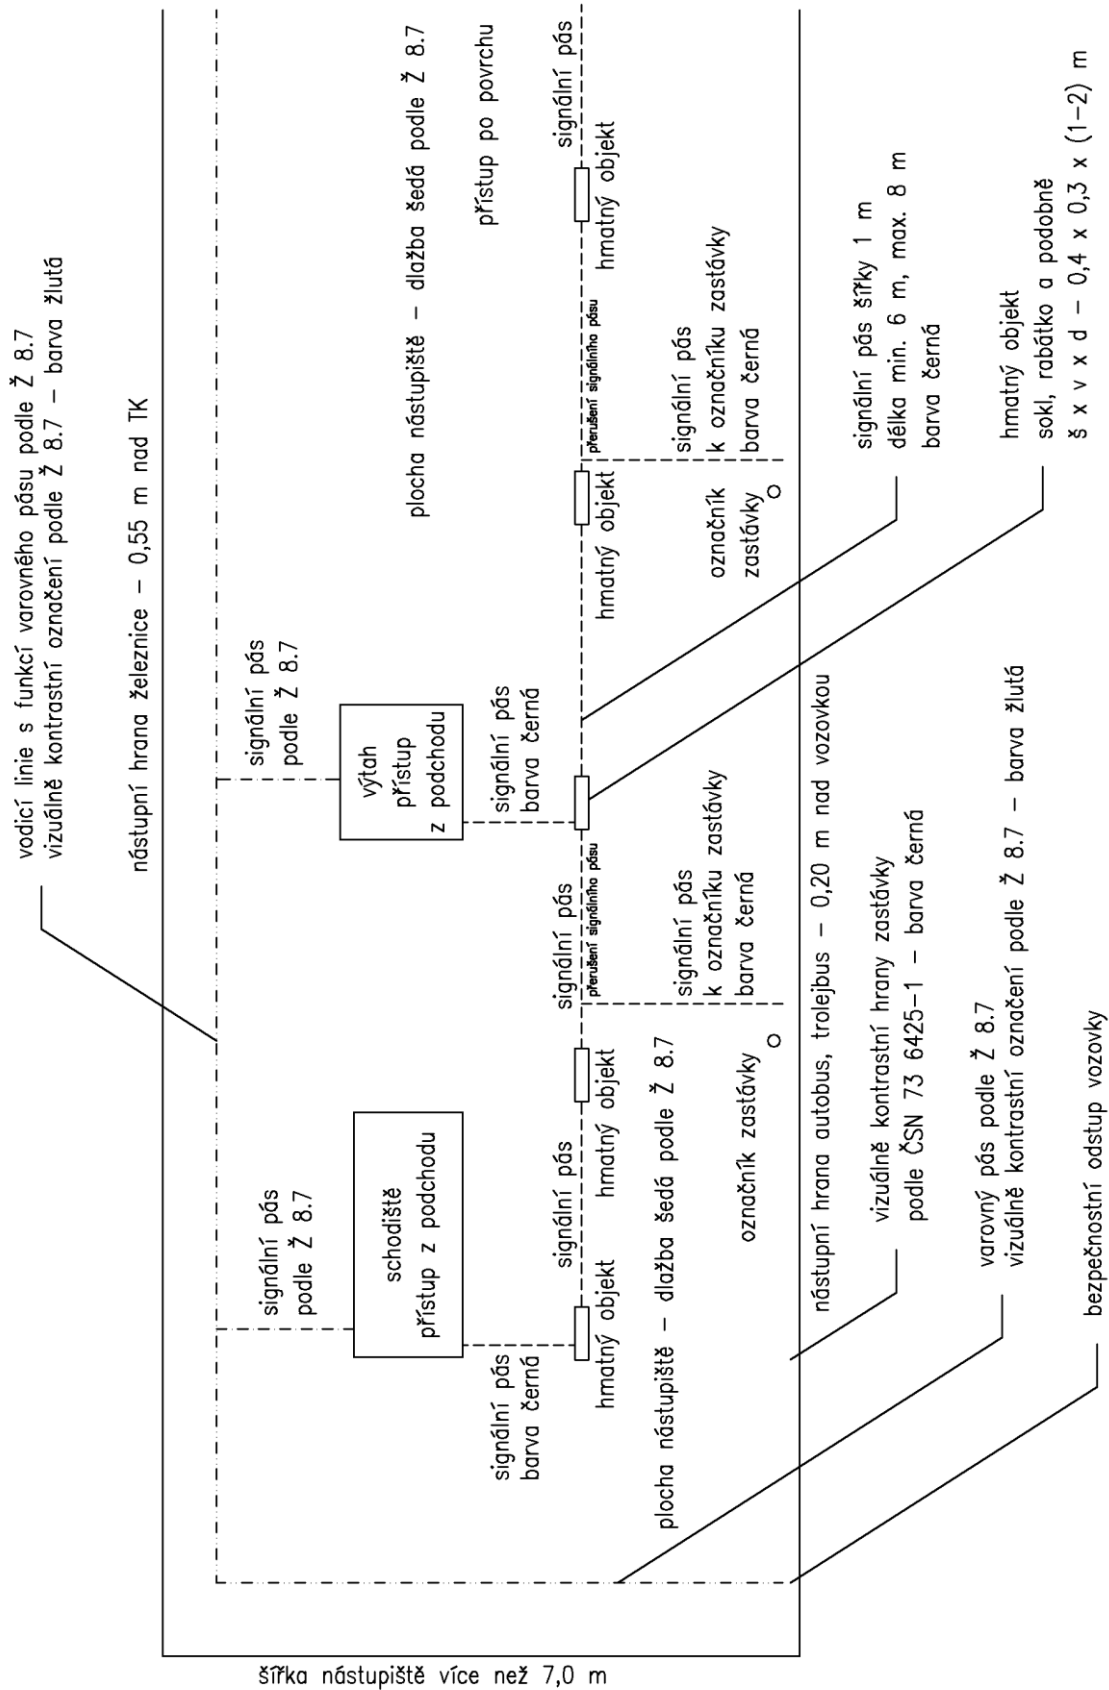 vodicí linie s funkcí varovného pásu podle Ž 8.7
vizuálně kontrastní označení podle Ž 8.7 – barva žlutá
nástupní hrana železnice – 0,55 m nad TK
signální pás
podle Ž 8.7
signální pás
podle Ž 8.7
plocha nástupiště – dlažba šedá podle Ž 8.7
přístup po povrchu
schodiště
přístup z podchodu
výtah
přístup
z podchodu
signální pás
barva černá
signální pás
barva černá
signální pás
signální pás
signální pás
hmatný objekt
hmatný objekt
hmatný objekt
hmatný objekt
přerušení signálního pásu
přerušení signálního pásu
plocha nástupiště – dlažba šedá podle Ž 8.7
signální pás
k označníku zastávky
barva černá
signální pás
k označníku zastávky
barva černá
označník zastávky
označník
zastávky
nástupní hrana autobus, trolejbus – 0,20 m nad vozovkou
vizuálně kontrastní hrany zastávky
podle ČSN 73 6425–1 – barva černá
signální pás šířky 1 m
délka min. 6 m, max. 8 m
barva černá
varovný pás podle Ž 8.7
vizuálně kontrastní označení podle Ž 8.7 – barva žlutá
hmatný objekt
sokl, rabátko a podobně
š x v x d – 0,4 x 0,3 x (1–2) m
bezpečnostní odstup vozovky
šířka nástupiště více než 7,0 m